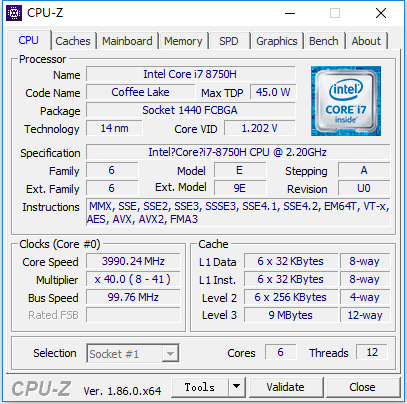 CPU-Z
CPU Caches Mainboard Memory SPD Graphics Bench About
Processor
Name Intel Core i7 8750H
Code Name Coffee Lake Max TDP 45.0 W
Package Socket 1440 FCBGA
Technology 14 nm Core VID 1.202 V
intel
CORE i7
inside™
Specification Intel?Core?i7-8750H CPU @ 2.20GHz
Family 6 Model E Stepping A
Ext. Family 6 Ext. Model 9E Revision U0
Instructions MMX, SSE, SSE2, SSE3, SSSE3, SSE4.1, SSE4.2, EM64T, VT-x,
AES, AVX, AVX2, FMA3
Clocks (Core #0)
Core Speed 3990.24 MHz
Multiplier x 40.0 ( 8 - 41 )
Bus Speed 99.76 MHz
Rated FSB
Cache
L1 Data 6 x 32 KBytes 8-way
L1 Inst. 6 x 32 KBytes 8-way
Level 2 6 x 256 KBytes 4-way
Level 3 9 MBytes 12-way
Selection Socket #1 Cores 6 Threads 12
CPU-Z Ver. 1.86.0.x64 Tools Validate Close